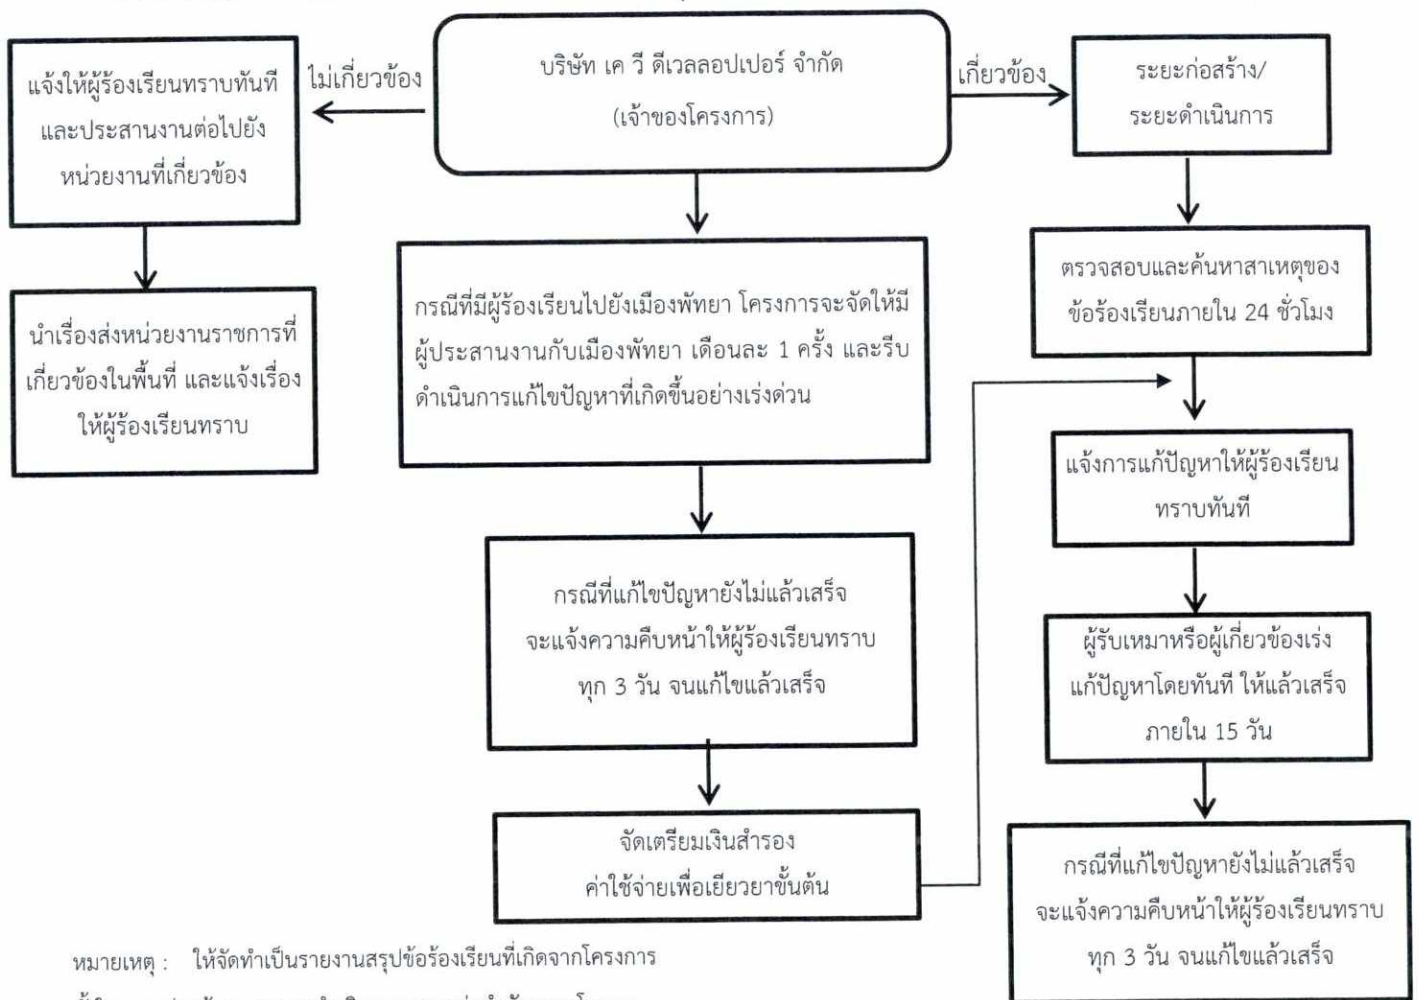 บริษัท เค วี ดีเวลลอปเปอร์ จำกัด
(เจ้าของโครงการ)
ไม่เกี่ยวข้อง
แจ้งให้ผู้ร้องเรียนทราบทันที
และประสานงานต่อไปยัง
หน่วยงานที่เกี่ยวข้อง
นำเรื่องส่งหน่วยงานราชการที่
เกี่ยวข้องในพื้นที่ และแจ้งเรื่อง
ให้ผู้ร้องเรียนทราบ
กรณีที่มีผู้ร้องเรียนไปยังเมืองพัทยา โครงการจะจัดให้มี
ผู้ประสานงานกับเมืองพัทยา เดือนละ 1 ครั้ง และรีบ
ดำเนินการแก้ไขปัญหาที่เกิดขึ้นอย่างเร่งด่วน
กรณีที่แก้ไขปัญหายังไม่แล้วเสร็จ
จะแจ้งความคืบหน้าให้ผู้ร้องเรียนทราบ
ทุก 3 วัน จนแก้ไขแล้วเสร็จ
จัดเตรียมเงินสำรอง
ค่าใช้จ่ายเพื่อเยียวยาขั้นต้น
เกี่ยวข้อง
ระยะก่อสร้าง/
ระยะดำเนินการ
ตรวจสอบและค้นหาสาเหตุของ
ข้อร้องเรียนภายใน 24 ชั่วโมง
แจ้งการแก้ปัญหาให้ผู้ร้องเรียน
ทราบทันที
ผู้รับเหมาหรือผู้เกี่ยวข้องเร่ง
แก้ปัญหาโดยทันที ให้แล้วเสร็จ
ภายใน 15 วัน
กรณีที่แก้ไขปัญหายังไม่แล้วเสร็จ
จะแจ้งความคืบหน้าให้ผู้ร้องเรียนทราบ
ทุก 3 วัน จนแก้ไขแล้วเสร็จ
หมายเหตุ : ให้จัดทำเป็นรายงานสรุปข้อร้องเรียนที่เกิดจากโครงการ